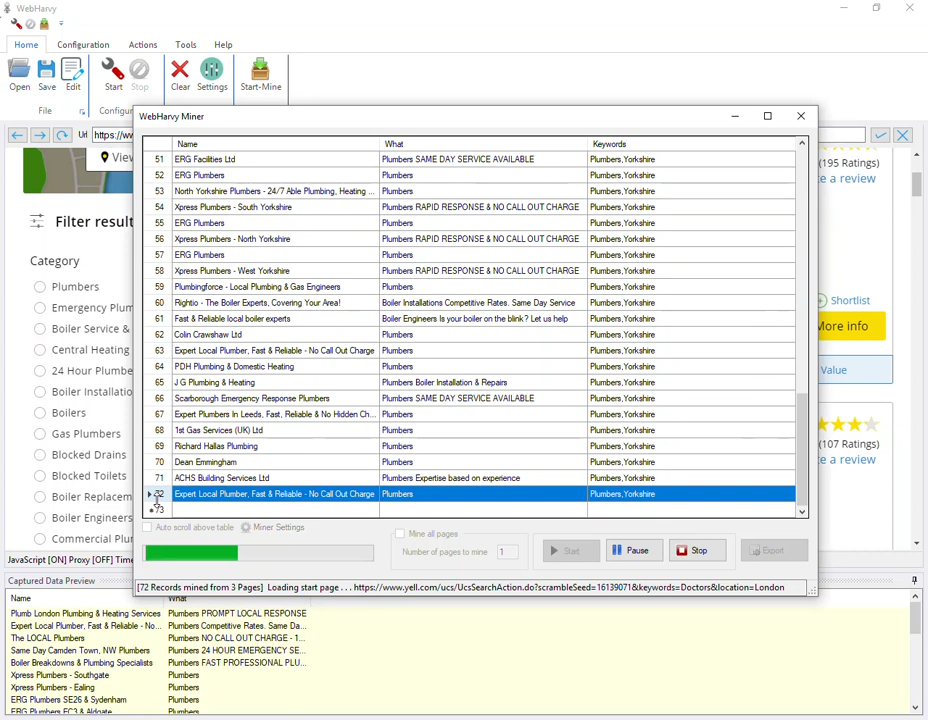 WebHarvy
Home Configuration Actions Tools Help
Open Save Edit Start Stop Clear Settings Start-Mine
File Configur
Url https://ww
View
Filter result
Category
Plumbers
Emergency Plum
Boiler Service &
Central Heating
24 Hour Plumbe
Boiler Installatio
Boilers
Gas Plumbers
Blocked Drains
Blocked Toilets
Boiler Replacem
Boiler Engineers
Commercial Plu
(195 Ratings)
te a review
Shortlist
More info
Value
(107 Ratings)
te a review
WebHarvy Miner
Name What Keywords
51 ERG Facilities Ltd Plumbers SAME DAY SERVICE AVAILABLE Plumbers,Yorkshire
52 ERG Plumbers Plumbers Plumbers,Yorkshire
53 North Yorkshire Plumbers - 24/7 Able Plumbing, Heating ... Plumbers Plumbers,Yorkshire
54 Xpress Plumbers - South Yorkshire Plumbers RAPID RESPONSE & NO CALL OUT CHARGE Plumbers,Yorkshire
55 ERG Plumbers Plumbers Plumbers,Yorkshire
56 Xpress Plumbers - North Yorkshire Plumbers RAPID RESPONSE & NO CALL OUT CHARGE Plumbers,Yorkshire
57 ERG Plumbers Plumbers Plumbers,Yorkshire
58 Xpress Plumbers - West Yorkshire Plumbers RAPID RESPONSE & NO CALL OUT CHARGE Plumbers,Yorkshire
59 Plumbingforce - Local Plumbing & Gas Engineers Plumbers Plumbers,Yorkshire
60 Rightio - The Boiler Experts, Covering Your Area! Boiler Installations Competitive Rates. Same Day Service Plumbers,Yorkshire
61 Fast & Reliable local boiler experts Boiler Engineers Is your boiler on the blink? Let us help Plumbers,Yorkshire
62 Colin Crawshaw Ltd Plumbers Plumbers,Yorkshire
63 Expert Local Plumber, Fast & Reliable - No Call Out Charge Plumbers Plumbers,Yorkshire
64 PDH Plumbing & Domestic Heating Plumbers Plumbers,Yorkshire
65 J G Plumbing & Heating Plumbers Boiler Installation & Repairs Plumbers,Yorkshire
66 Scarborough Emergency Response Plumbers Plumbers SAME DAY SERVICE AVAILABLE Plumbers,Yorkshire
67 Expert Plumbers In Leeds, Fast, Reliable & No Hidden Ch... Plumbers Plumbers,Yorkshire
68 1st Gas Services (UK) Ltd Plumbers Plumbers,Yorkshire
69 Richard Hallas Plumbing Plumbers Plumbers,Yorkshire
70 Dean Emmingham Plumbers Plumbers,Yorkshire
71 ACHS Building Services Ltd Plumbers Expertise based on experience Plumbers,Yorkshire
72 Expert Local Plumber, Fast & Reliable - No Call Out Charge Plumbers Plumbers,Yorkshire
73
Auto scroll above table Miner Settings
Mine all pages
Number of pages to mine 1
Start Pause Stop Export
[72 Records mined from 3 Pages] Loading start page . . . https://www.yell.com/ucs/UcsSearchAction.do?scrambleSeed=16139071&keywords=Doctors&location=London
JavaScript [ON] Proxy [OFF] Time
Captured Data Preview
Name What
Plumb London Plumbing & Heating Services Plumbers PROMPT LOCAL RESPONSE
Expert Local Plumber, Fast & Reliable - No... Plumbers Competitive Rates. Same Da...
The LOCAL Plumbers Plumbers NO CALL OUT CHARGE - 1...
Same Day Camden Town, NW Plumbers Plumbers 24 HOUR EMERGENCY SE...
Boiler Breakdowns & Plumbing Specialists Plumbers FAST PROFESSIONAL PLU...
Xpress Plumbers - Southgate Plumbers
Xpress Plumbers - Ealing Plumbers
ERG Plumbers SE26 & Sydenham Plumbers
ERG Plumbers EC3 & Aldgate Plumbers